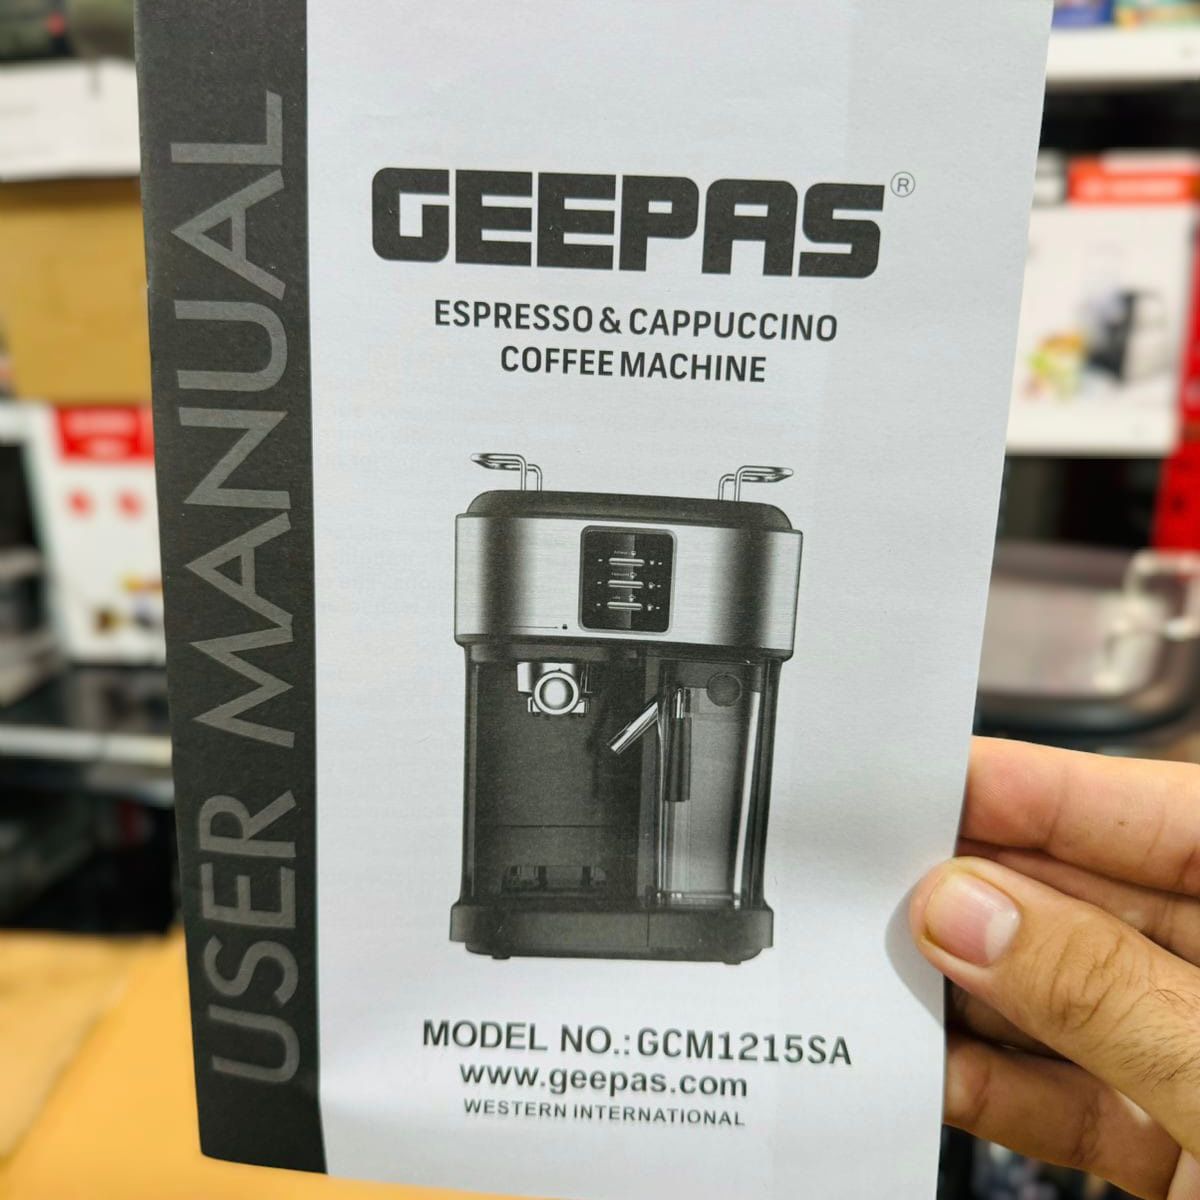 USER MANUAL
GEEPAS®
ESPRESSO & CAPPUCCINO
COFFEE MACHINE
MODEL NO.:GCM1215SA
www.geepas.com
WESTERN INTERNATIONAL